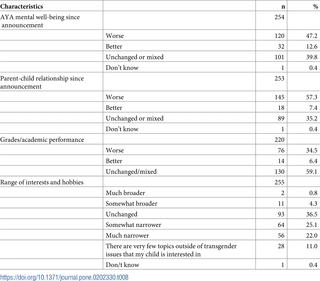 Characteristics n %
AYA mental well-being since announcement 254
Worse 120 47.2
Better 32 12.6
Unchanged or mixed 101 39.8
Don't know 1 0.4
Parent-child relationship since announcement 253
Worse 145 57.3
Better 18 7.4
Unchanged or mixed 89 35.2
Don't know 1 0.4
Grades/academic performance 220
Worse 76 34.5
Better 14 6.4
Unchanged/mixed 130 59.1
Range of interests and hobbies 255
Much broader 2 0.8
Somewhat broader 11 4.3
Unchanged 93 36.5
Somewhat narrower 64 25.1
Much narrower 56 22.0
There are very few topics outside of transgender issues that my child is interested in 28 11.0
Don/t know 1 0.4
https://doi.org/10.1371/journal.pone.0202330.t008